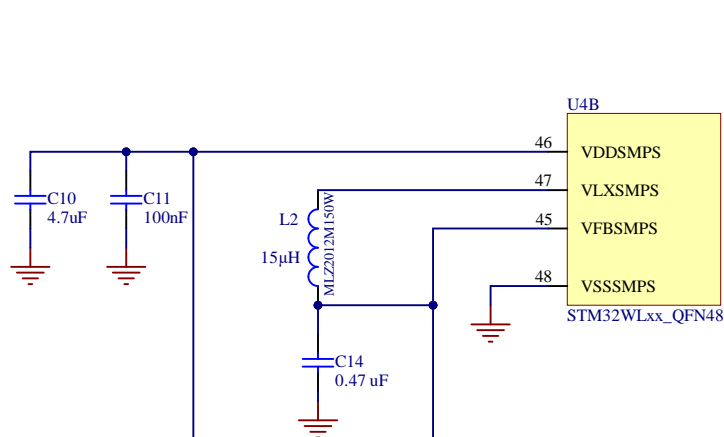 U4B
46 VDDSMPS
47 VLXSMPS
C10
4.7uF
C11
100nF
L2
15µH
MLZ2012M150W
45 VFBSMPS
48 VSSSMPS
STM32WLxx_QFN48
C14
0.47 uF